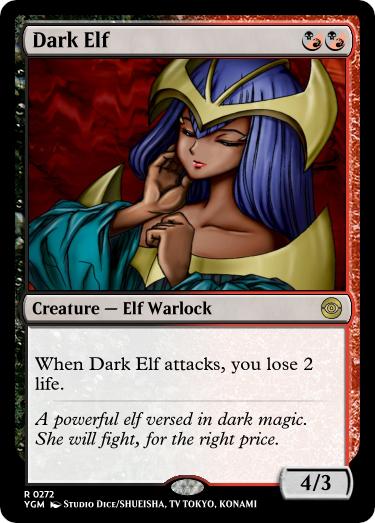 Dark Elf
Creature — Elf Warlock
When Dark Elf attacks, you lose 2
life.
A powerful elf versed in dark magic.
She will fight, for the right price.
4/3
R 0272
YGM Studio Dice/SHUEISHA, TV TOKYO, KONAMI